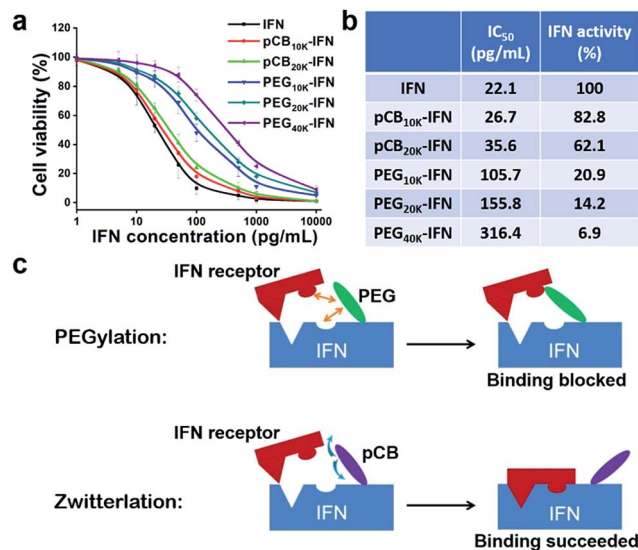 a
Cell viability (%)
120
100
80
60
40
20
0
1
10
100
1000
10000
IFN concentration (pg/mL)
IFN
pCB10K-IFN
pCB20K-IFN
PEG10K-IFN
PEG20K-IFN
PEG40K-IFN
b
IC50 (pg/mL) IFN activity (%)
IFN 22.1 100
pCB10K-IFN 26.7 82.8
pCB20K-IFN 35.6 62.1
PEG10K-IFN 105.7 20.9
PEG20K-IFN 155.8 14.2
PEG40K-IFN 316.4 6.9
c
IFN receptor
PEG
PEGylation:
IFN
IFN
Binding blocked
IFN receptor
pCB
Zwitterlation:
IFN
IFN
Binding succeeded